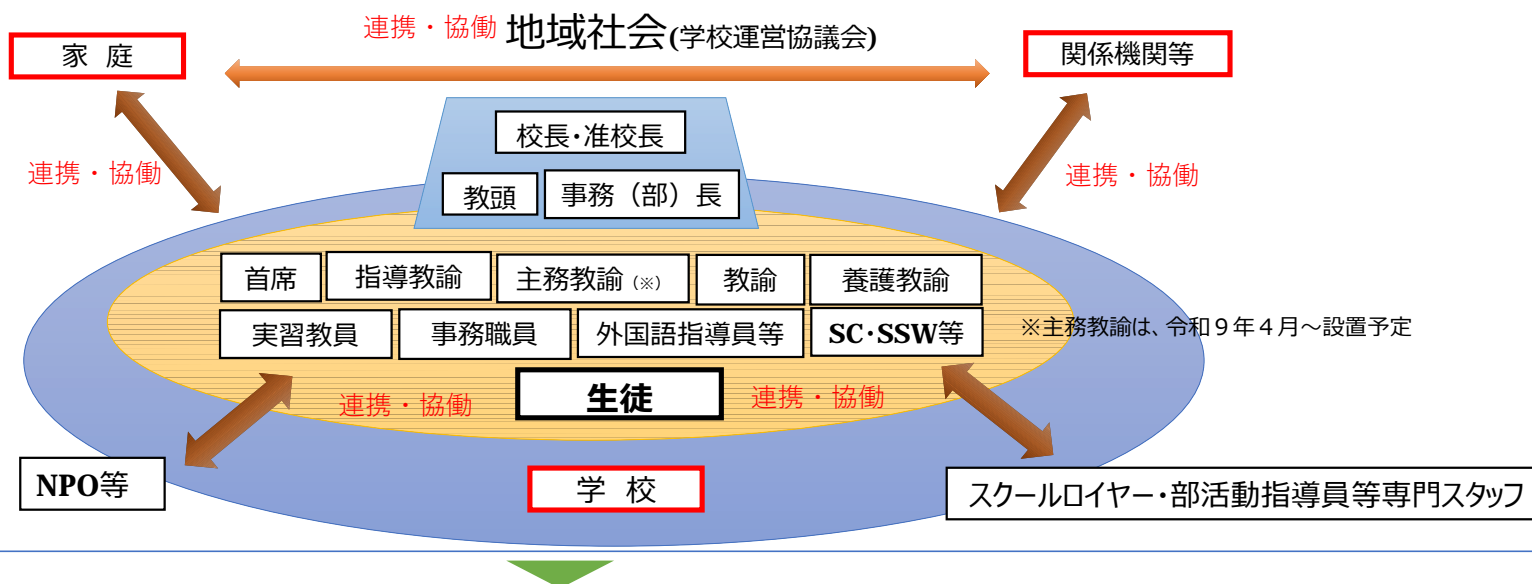 連携・協働 地域社会(学校運営協議会)
家 庭
関係機関等
校長・准校長
連携・協働
連携・協働
教頭 事務（部）長
首席 指導教諭 主務教諭（※） 教諭 養護教諭
実習教員 事務職員 外国語指導員等 SC・SSW等
※主務教諭は、令和９年４月～設置予定
連携・協働 生徒 連携・協働
NPO等
学 校
スクールロイヤー・部活動指導員等専門スタッフ